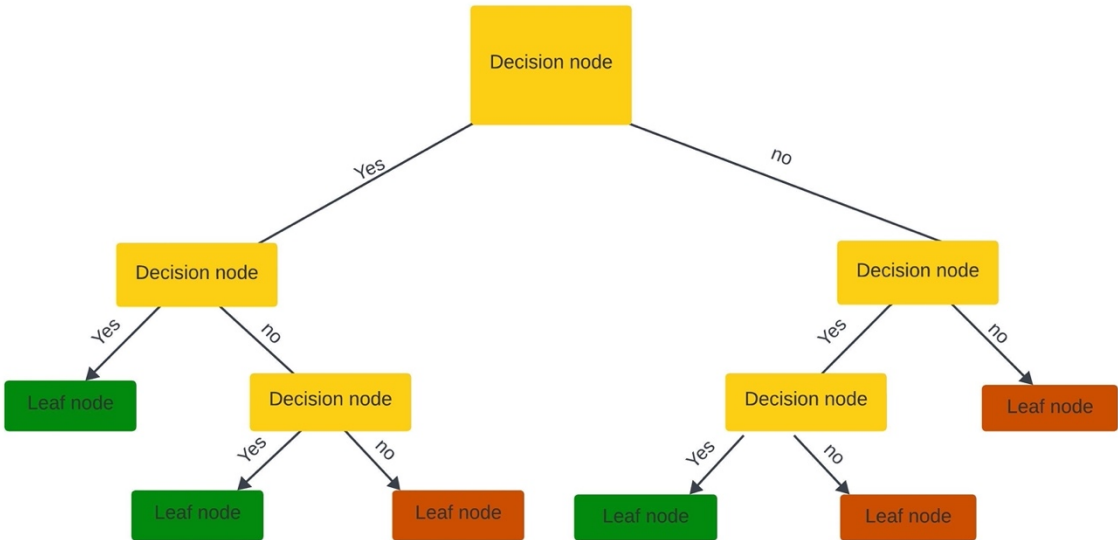 Decision node
Yes
no
Decision node
Decision node
Yes
no
Yes
no
Leaf node
Decision node
Decision node
Leaf node
Yes
no
Yes
no
Leaf node
Leaf node
Leaf node
Leaf node